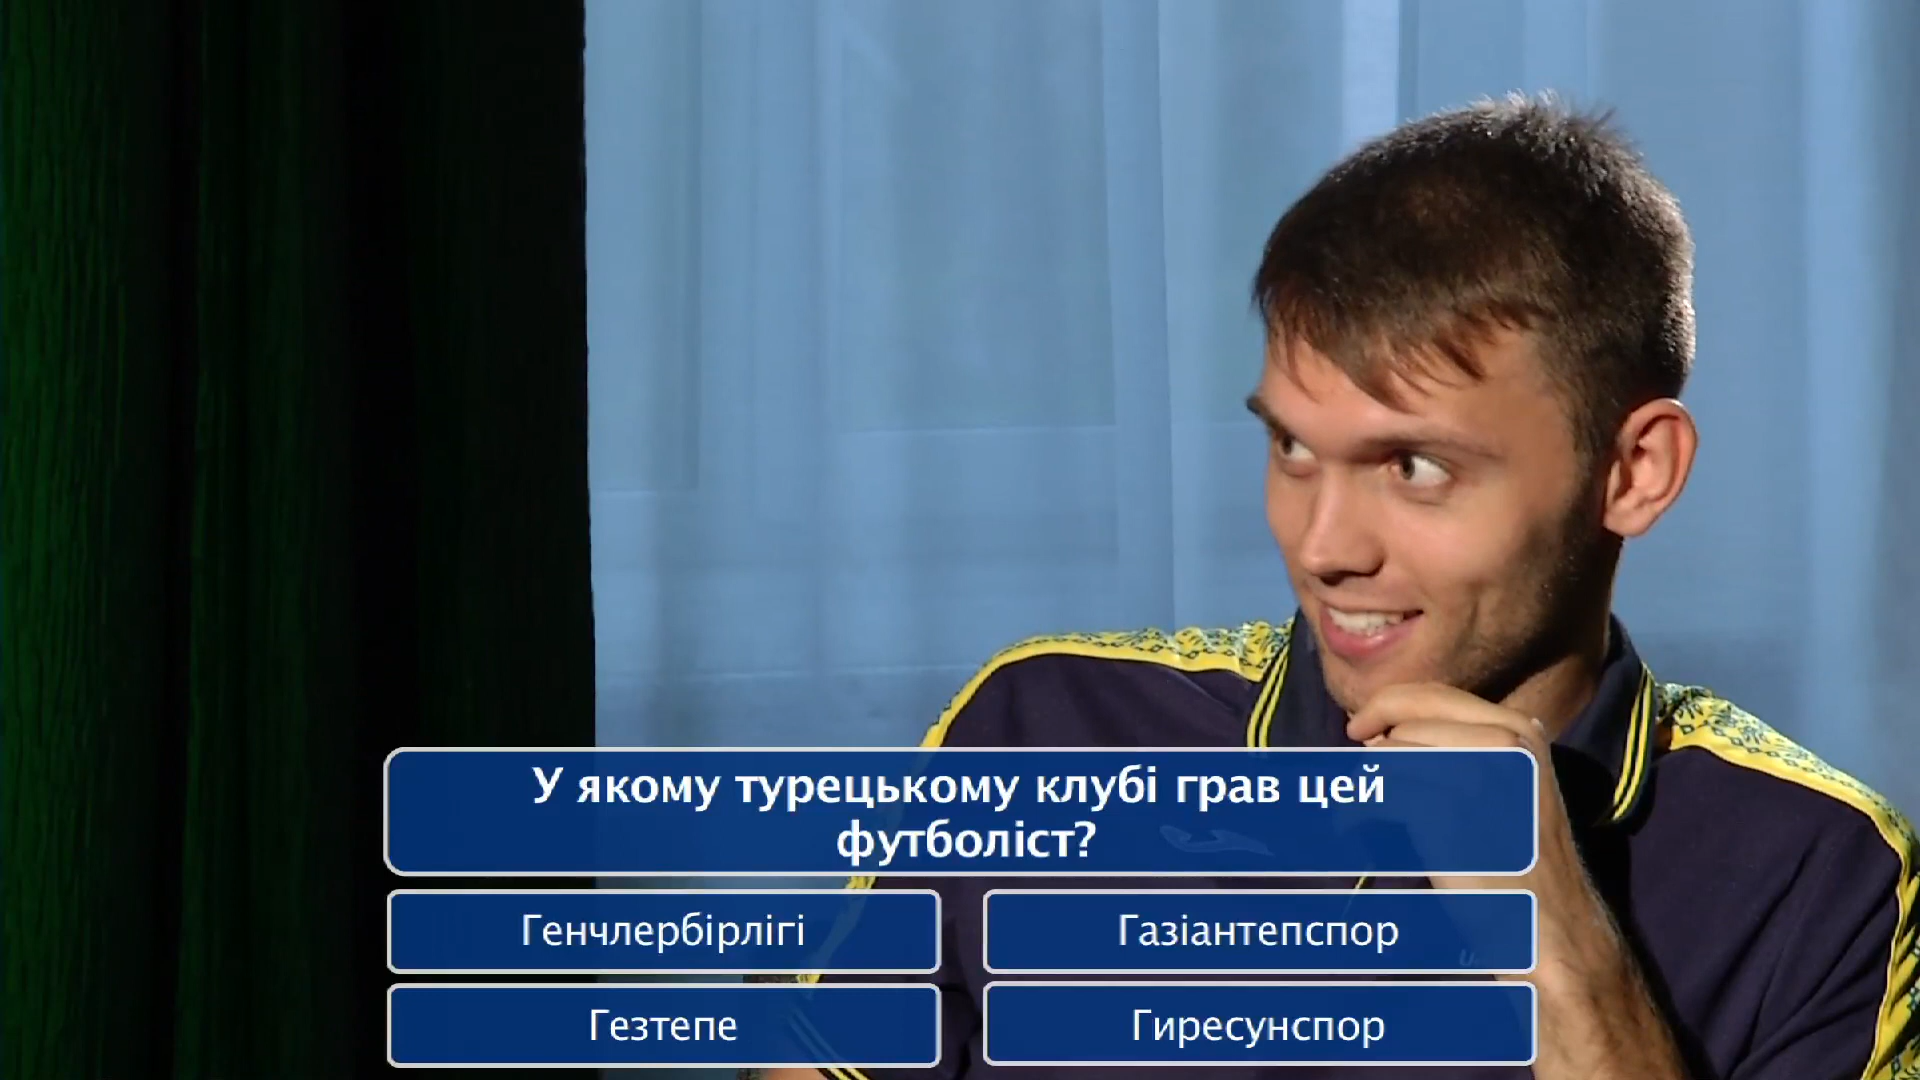 У якому турецькому клубі грав цей
футболіст?
Генчлербірлігі
Газіантепспор
Гезтепе
Гиресунспор